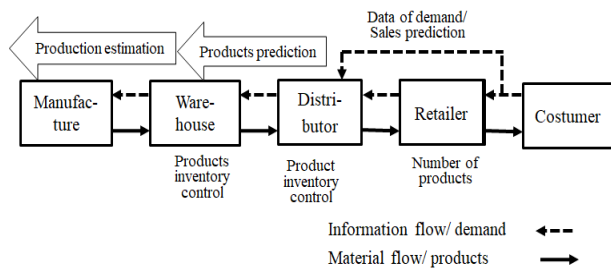 Data of demand/
Sales prediction
Production estimation
Products prediction
Manufac-
ture
Ware-
house
Distri-
butor
Retailer
Costumer
Products
inventory
control
Product
inventory
control
Number of
products
Information flow/ demand
Material flow/ products